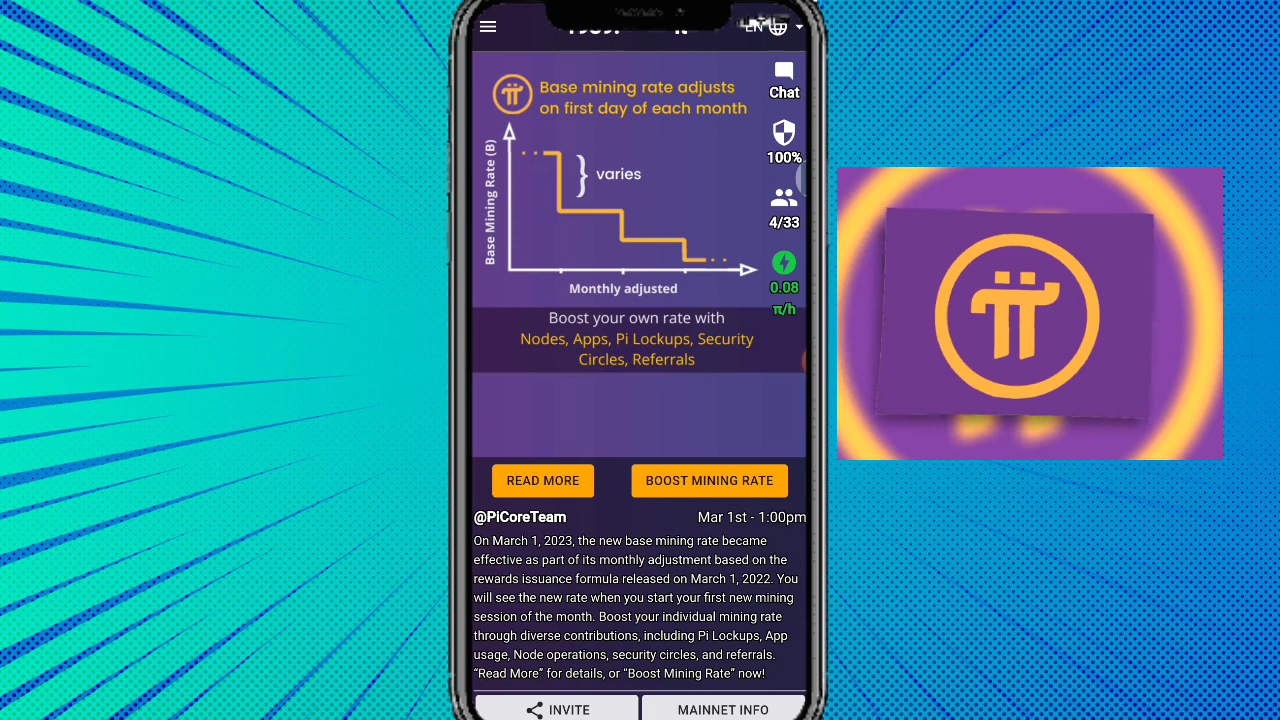 EN
Base mining rate adjusts
on first day of each month
Chat
100%
4/33
0.08
π/h
Base Mining Rate (B)
varies
Monthly adjusted
Boost your own rate with
Nodes, Apps, Pi Lockups, Security
Circles, Referrals
READ MORE
BOOST MINING RATE
@PiCoreTeam
Mar 1st - 1:00pm
On March 1, 2023, the new base mining rate became
effective as part of its monthly adjustment based on the
rewards issuance formula released on March 1, 2022. You
will see the new rate when you start your first new mining
session of the month. Boost your individual mining rate
through diverse contributions, including Pi Lockups, App
usage, Node operations, security circles, and referrals.
“Read More” for details, or "Boost Mining Rate” now!
INVITE
MAINNET INFO